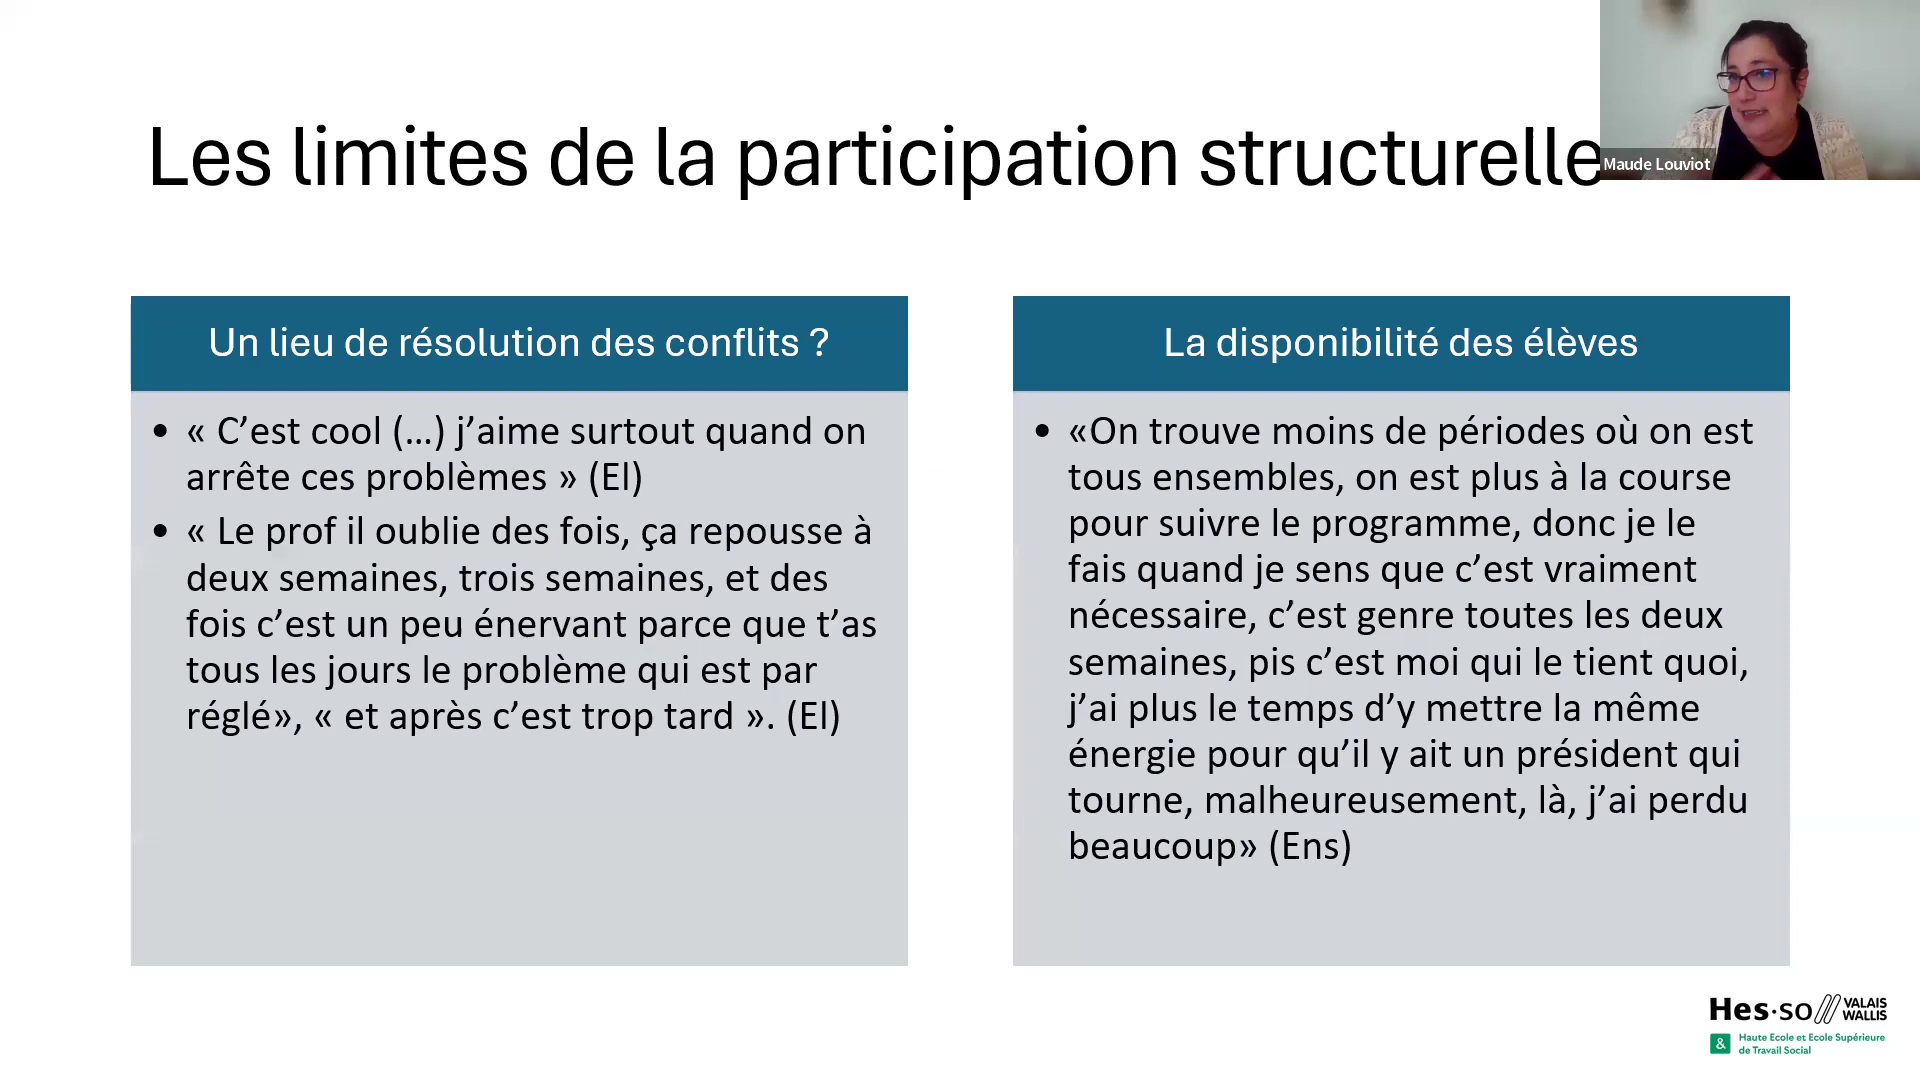 Les limites de la participation structurelle
Maude Louviot
Un lieu de résolution des conflits ?
• « C’est cool (…) j’aime surtout quand on
arrête ces problèmes » (El)
• « Le prof il oublie des fois, ça repousse à
deux semaines, trois semaines, et des
fois c’est un peu énervant parce que t’as
tous les jours le problème qui est par
réglé», « et après c’est trop tard ». (El)
La disponibilité des élèves
• «On trouve moins de périodes où on est
tous ensembles, on est plus à la course
pour suivre le programme, donc je le
fais quand je sens que c’est vraiment
nécessaire, c’est genre toutes les deux
semaines, pis c’est moi qui le tient quoi,
j’ai plus le temps d’y mettre la même
énergie pour qu’il y ait un président qui
tourne, malheureusement, là, j’ai perdu
beaucoup» (Ens)
Hes·so VALAIS
WALLIS
& Haute Ecole et Ecole Supérieure
de Travail Social